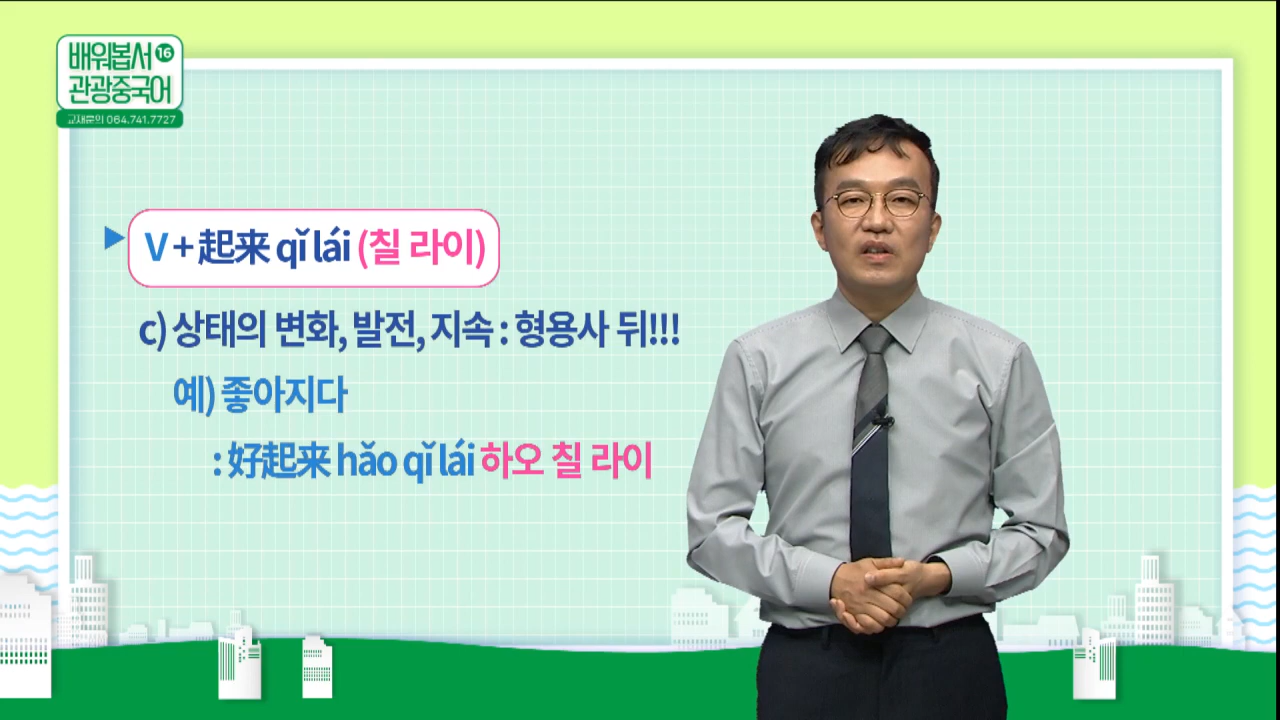 배워봅서 16
관광중국어
교재문의 064.741.7727
V + 起来 qǐ lái (칠 라이)
c) 상태의 변화, 발전, 지속 : 형용사 뒤!!!
예) 좋아지다
: 好起来 hǎo qǐ lái 하오 칠 라이